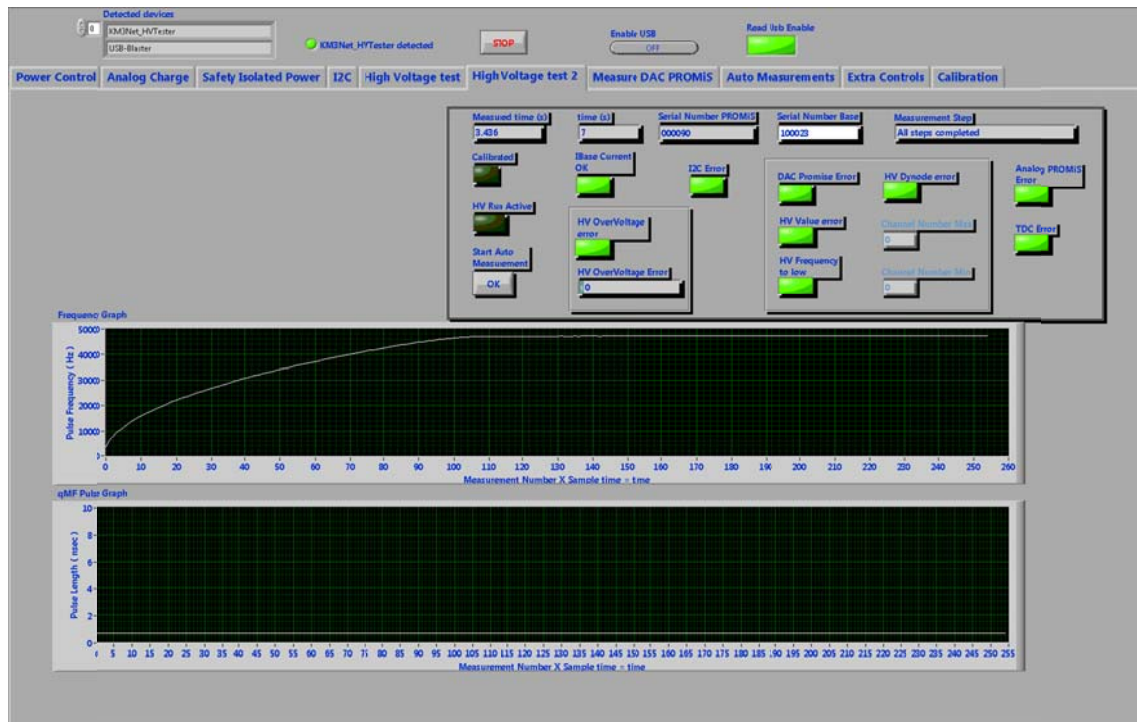 Detected devices
0
KM3Net_HVTester
USB-Blaster
KM3Net_HYTester detected
STOP
Enable USB
OFF
Read Usb Enable
Power Control
Analog Charge
Safety Isolated Power
I2C
High Voltage test
High Voltage test 2
Measure DAC PROMiS
Auto Measurements
Extra Controls
Calibration
Measured time (s)
3.436
time (s)
7
Serial Number PROMiS
000090
Serial Number Base
100023
Measurement Step
All steps completed
Calibrated
IBase Current
OK
I2C Error
DAC Promise Error
HV Dynode error
Analog PROMiS
Error
HV Run Active
HV OverVoltage
error
HV Value error
Channel Number Max
0
TDC Error
Start Auto
Measuement
OK
HV OverVoltage Error
0
HV Frequency
to low
Channel Number Min
0
Frequency Graph
Pulse Frequency ( Hz )
5000
4000
3000
2000
1000
0 10 20 30 40 50 60 70 80 90 100 110 120 130 140 150 160 170 180 190 200 210 220 230 240 250 260
Measurement Number X Sample time = tme
qMF Pulse Graph
Pulse Length ( nsec )
10
8
6
4
2
0
5 10 15 20 25 30 35 40 45 50 55 60 65 70 75 80 85 90 95 100 105 110 115 120 125 130 135 140 145 150 155 160 165 170 175 180 185 190 195 200 205 210 215 220 225 230 235 240 245 250 255
Measurement Number X Sample time = time